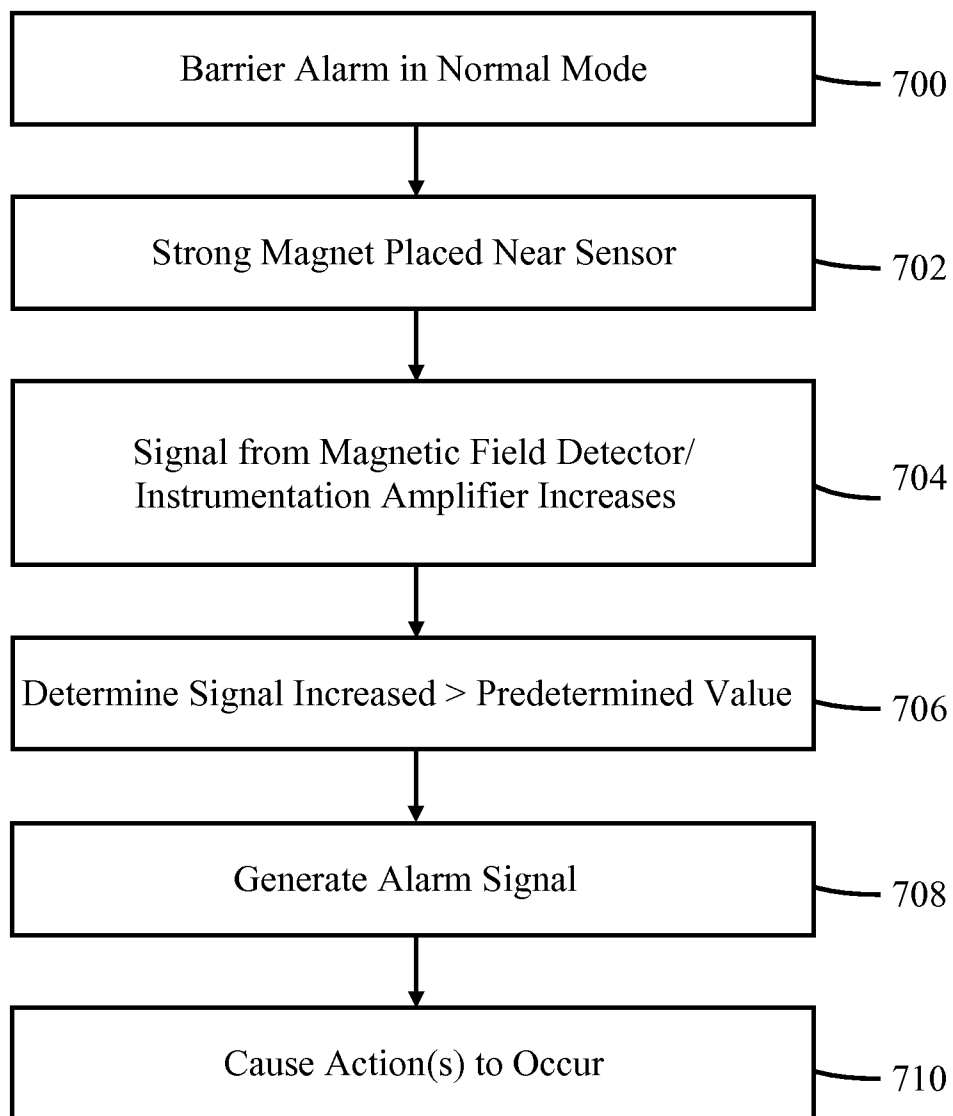 Barrier Alarm in Normal Mode
700
Strong Magnet Placed Near Sensor
702
Signal from Magnetic Field Detector/
Instrumentation Amplifier Increases
704
Determine Signal Increased > Predetermined Value
706
Generate Alarm Signal
708
Cause Action(s) to Occur
710